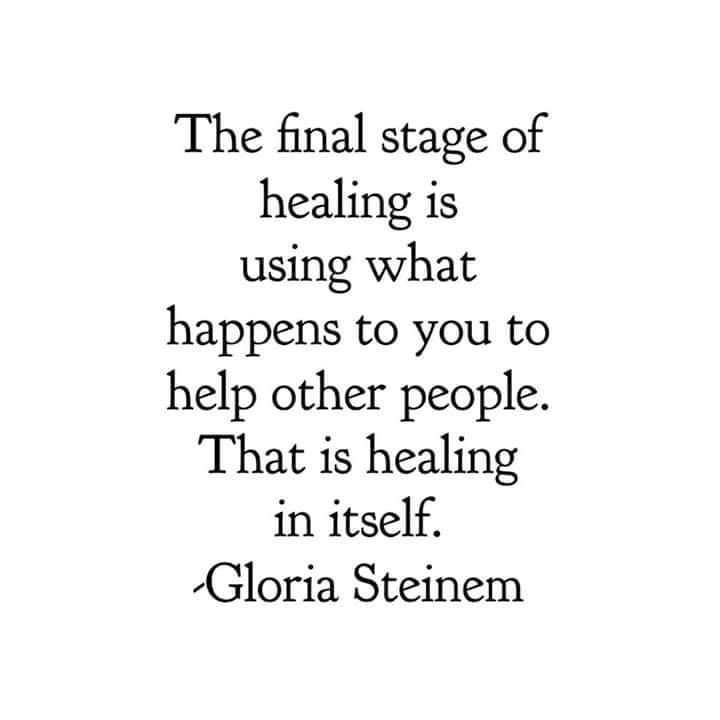 The final stage of
healing is
using what
happens to you to
help other people.
That is healing
in itself.
-Gloria Steinem